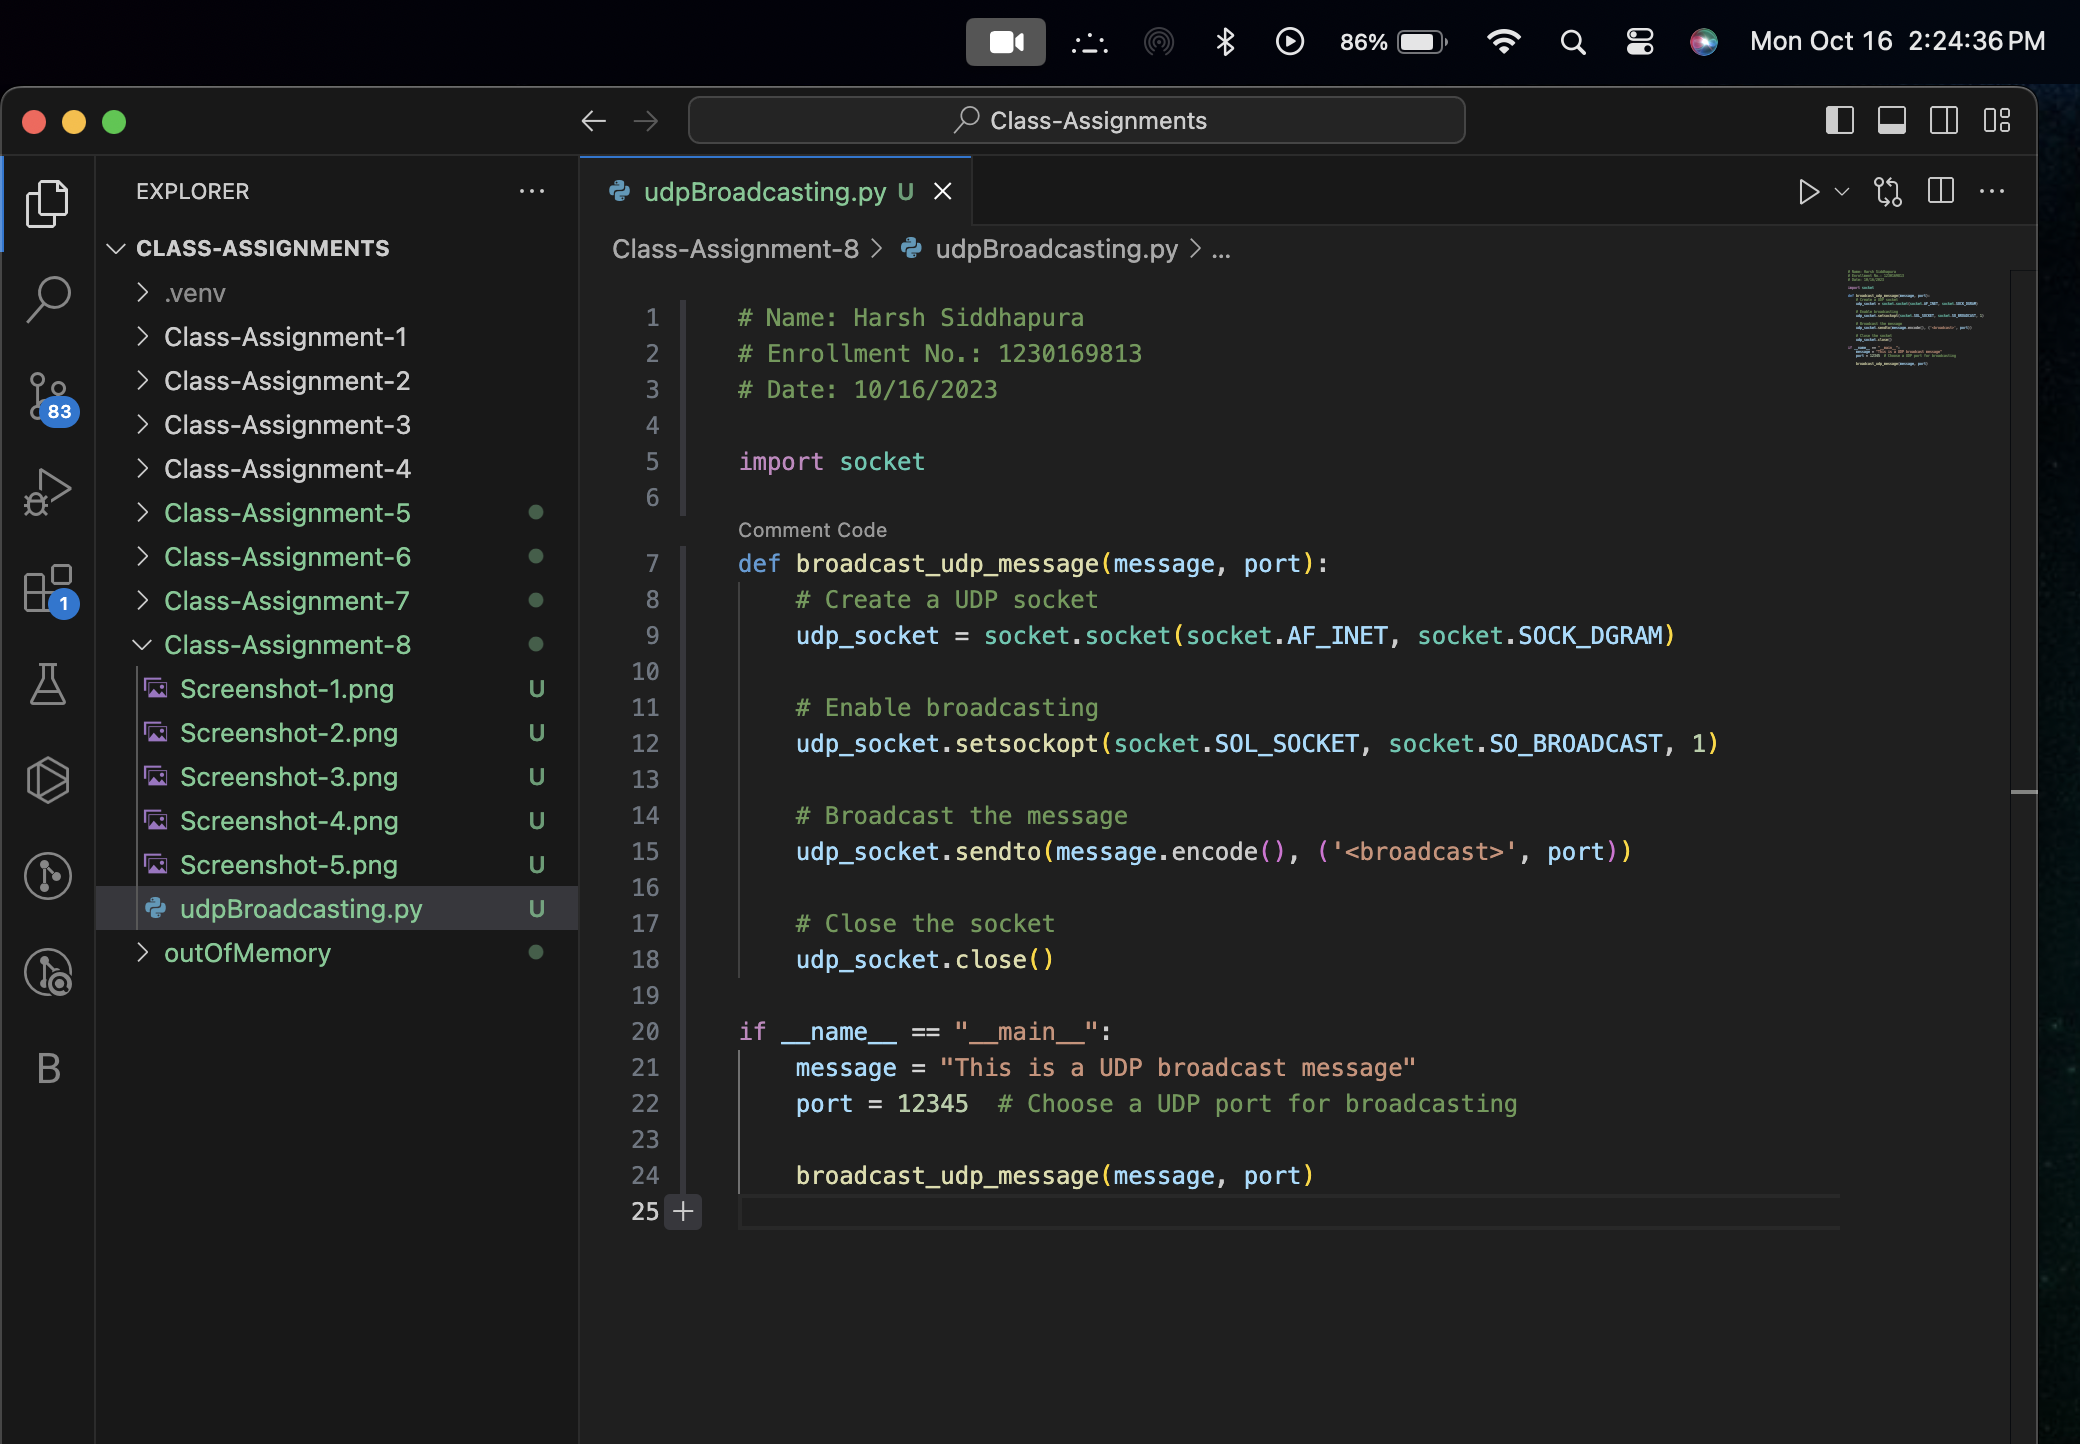 86%
Mon Oct 16 2:24:36 PM
Class-Assignments
EXPLORER
CLASS-ASSIGNMENTS
.venv
Class-Assignment-1
Class-Assignment-2
Class-Assignment-3
Class-Assignment-4
Class-Assignment-5
Class-Assignment-6
Class-Assignment-7
Class-Assignment-8
Screenshot-1.png U
Screenshot-2.png U
Screenshot-3.png U
Screenshot-4.png U
Screenshot-5.png U
udpBroadcasting.py U
outOfMemory
83
1
B
udpBroadcasting.py U
Class-Assignment-8 > udpBroadcasting.py > ...
1 # Name: Harsh Siddhapura
2 # Enrollment No.: 1230169813
3 # Date: 10/16/2023
4
5 import socket
6
Comment Code
7 def broadcast_udp_message(message, port):
8     # Create a UDP socket
9     udp_socket = socket.socket(socket.AF_INET, socket.SOCK_DGRAM)
10
11     # Enable broadcasting
12     udp_socket.setsockopt(socket.SOL_SOCKET, socket.SO_BROADCAST, 1)
13
14     # Broadcast the message
15     udp_socket.sendto(message.encode(), ('<broadcast>', port))
16
17     # Close the socket
18     udp_socket.close()
19
20 if __name__ == "__main__":
21     message = "This is a UDP broadcast message"
22     port = 12345  # Choose a UDP port for broadcasting
23
24     broadcast_udp_message(message, port)
25